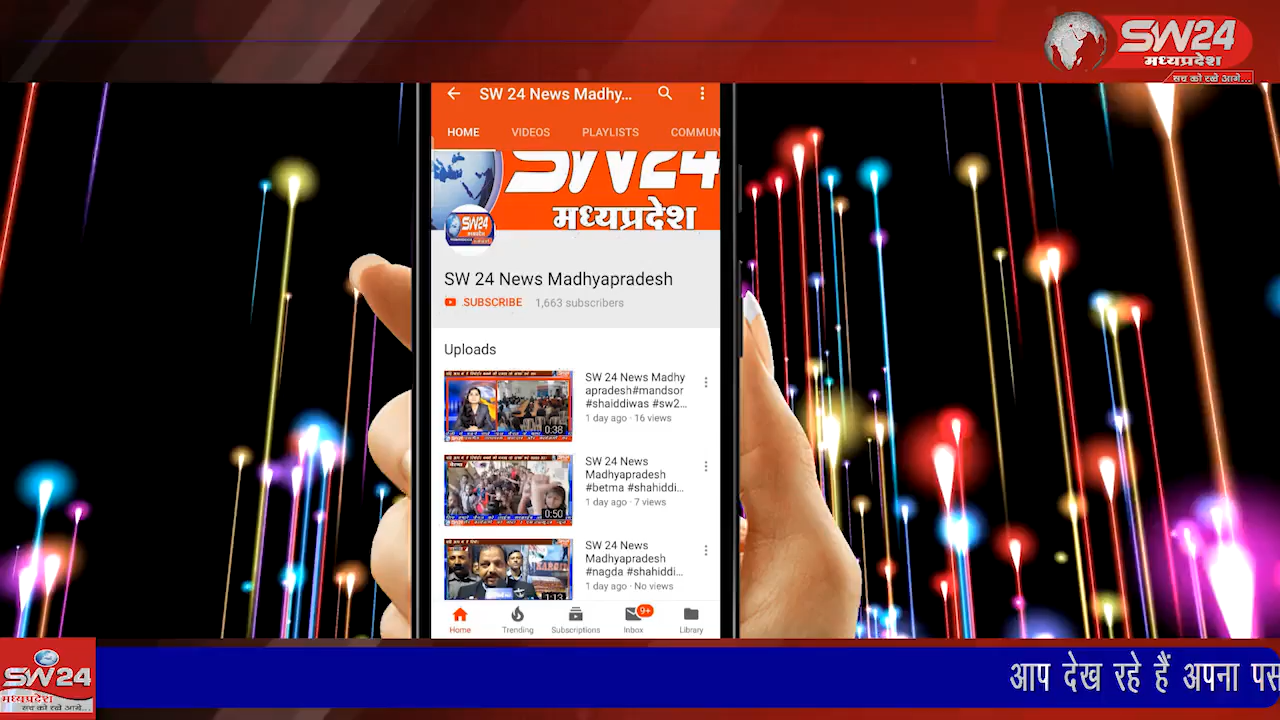 SW24
मध्यप्रदेश
सच को रखे आगे...
SW 24 News Madhy...
HOME VIDEOS PLAYLISTS COMMUN
SW24
मध्यप्रदेश
SW24
SW 24 News Madhyapradesh
SUBSCRIBE 1,663 subscribers
Uploads
SW 24 News Madhy
apradesh#mandsor
#shaiddiwas #sw2...
1 day ago · 16 views
0:38
SW 24 News
Madhyapradesh
#betma #shahiddi...
1 day ago · 7 views
0:50
SW 24 News
Madhyapradesh
#nagda #shahiddi...
1 day ago · No views
1:13
9+
Home Trending Subscriptions Inbox Library
SW24
मध्यप्रदेश
सच को रखे आगे...
आप देख रहे हैं अपना पस